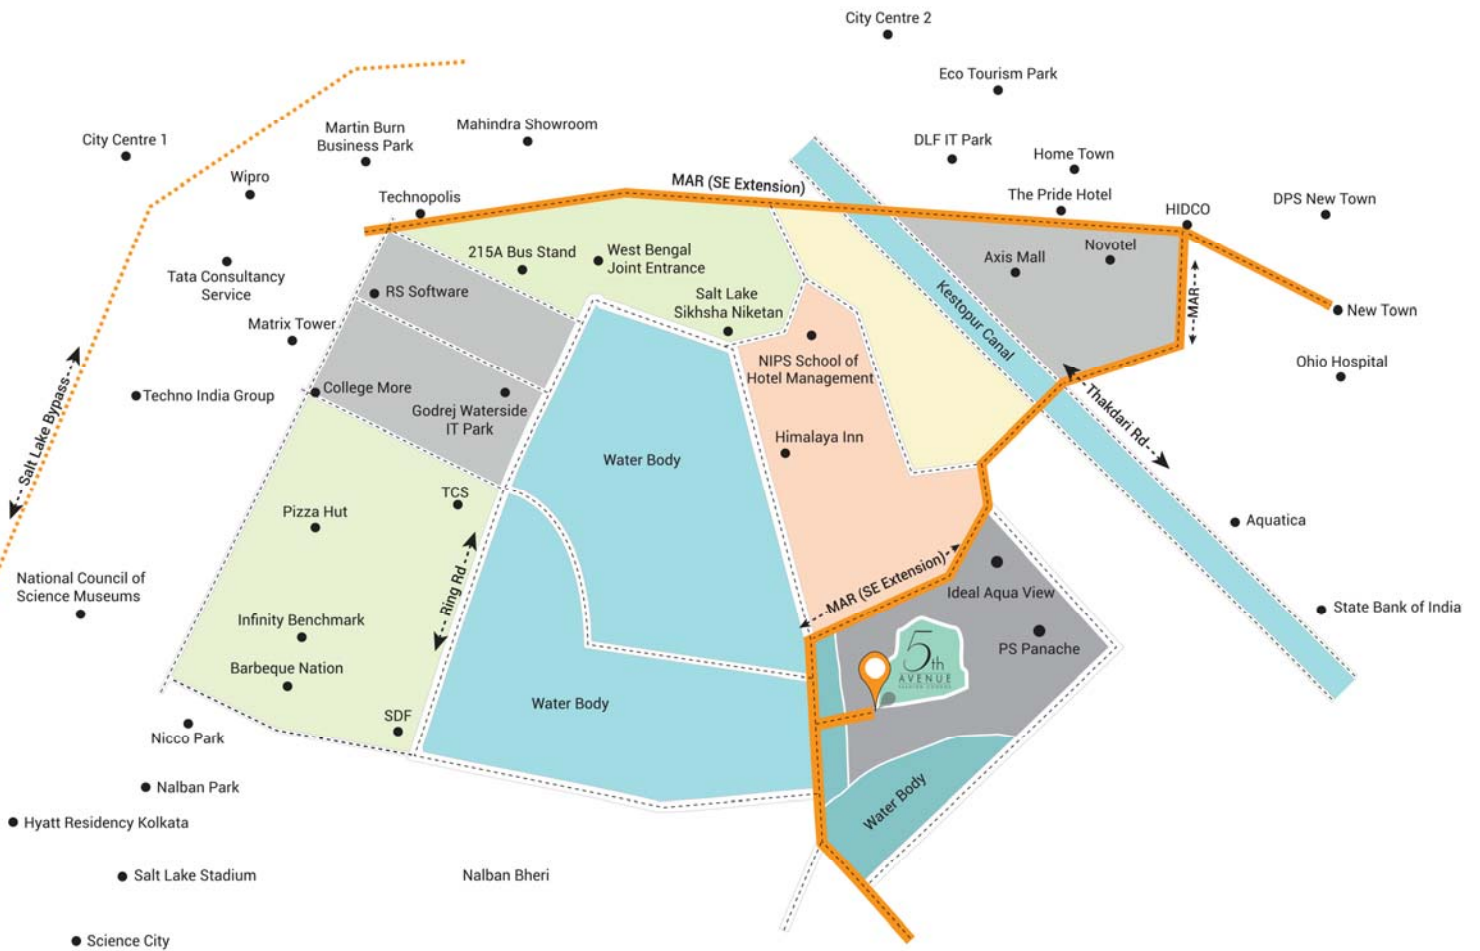 City Centre 2
Eco Tourism Park
Mahindra Showroom
Martin Burn
Business Park
City Centre 1
DLF IT Park
Home Town
Wipro
MAR (SE Extension)
Technopolis
The Pride Hotel
HIDCO
DPS New Town
215A Bus Stand
West Bengal
Joint Entrance
Axis Mall
Novotel
Tata Consultancy
Service
RS Software
Salt Lake
Sikhsha Niketan
Kestopur Canal
MAR
New Town
Matrix Tower
NIPS School of
Hotel Management
Ohio Hospital
Techno India Group
College More
Godrej Waterside
IT Park
Thakdari Rd
Salt Lake Bypass
Himalaya Inn
Water Body
TCS
Pizza Hut
Aquatica
National Council of
Science Museums
Ring Rd
MAR (SE Extension)
Ideal Aqua View
State Bank of India
Infinity Benchmark
PS Panache
5th
AVENUE
Barbeque Nation
Water Body
SDF
Nicco Park
Nalban Park
Water Body
Hyatt Residency Kolkata
Salt Lake Stadium
Nalban Bheri
Science City